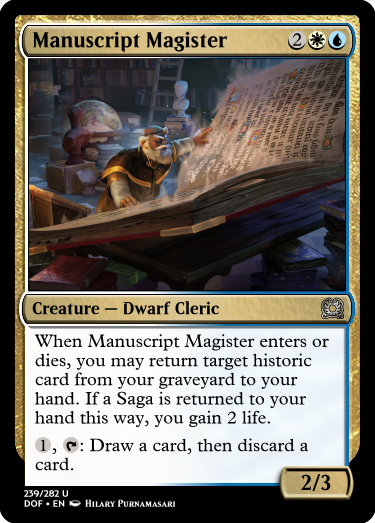 Manuscript Magister 2
Creature — Dwarf Cleric
When Manuscript Magister enters or
dies, you may return target historic
card from your graveyard to your
hand. If a Saga is returned to your
hand this way, you gain 2 life.
1, : Draw a card, then discard a
card.
2/3
239/282 U
DOF • EN Hilary Purnamasari